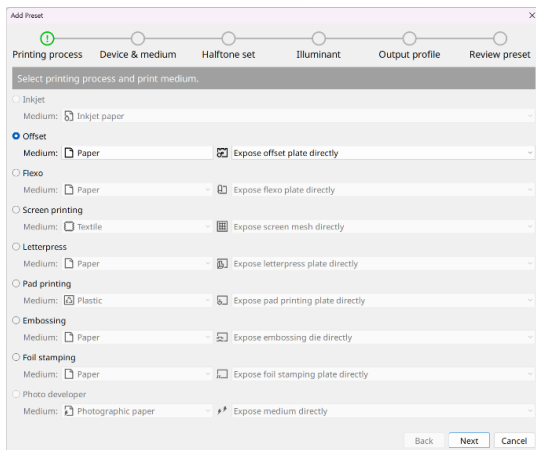 Add Preset
Printing process Device & medium Halftone set Illuminant Output profile Review preset
Select printing process and print medium.
Inkjet
Medium: Inkjet paper
Offset
Medium: Paper Expose offset plate directly
Flexo
Medium: Paper Expose flexo plate directly
Screen printing
Medium: Textile Expose screen mesh directly
Letterpress
Medium: Paper Expose letterpress plate directly
Pad printing
Medium: Plastic Expose pad printing plate directly
Embossing
Medium: Paper Expose embossing die directly
Foil stamping
Medium: Paper Expose foil stamping plate directly
Photo developer
Medium: Photographic paper Expose medium directly
Back Next Cancel